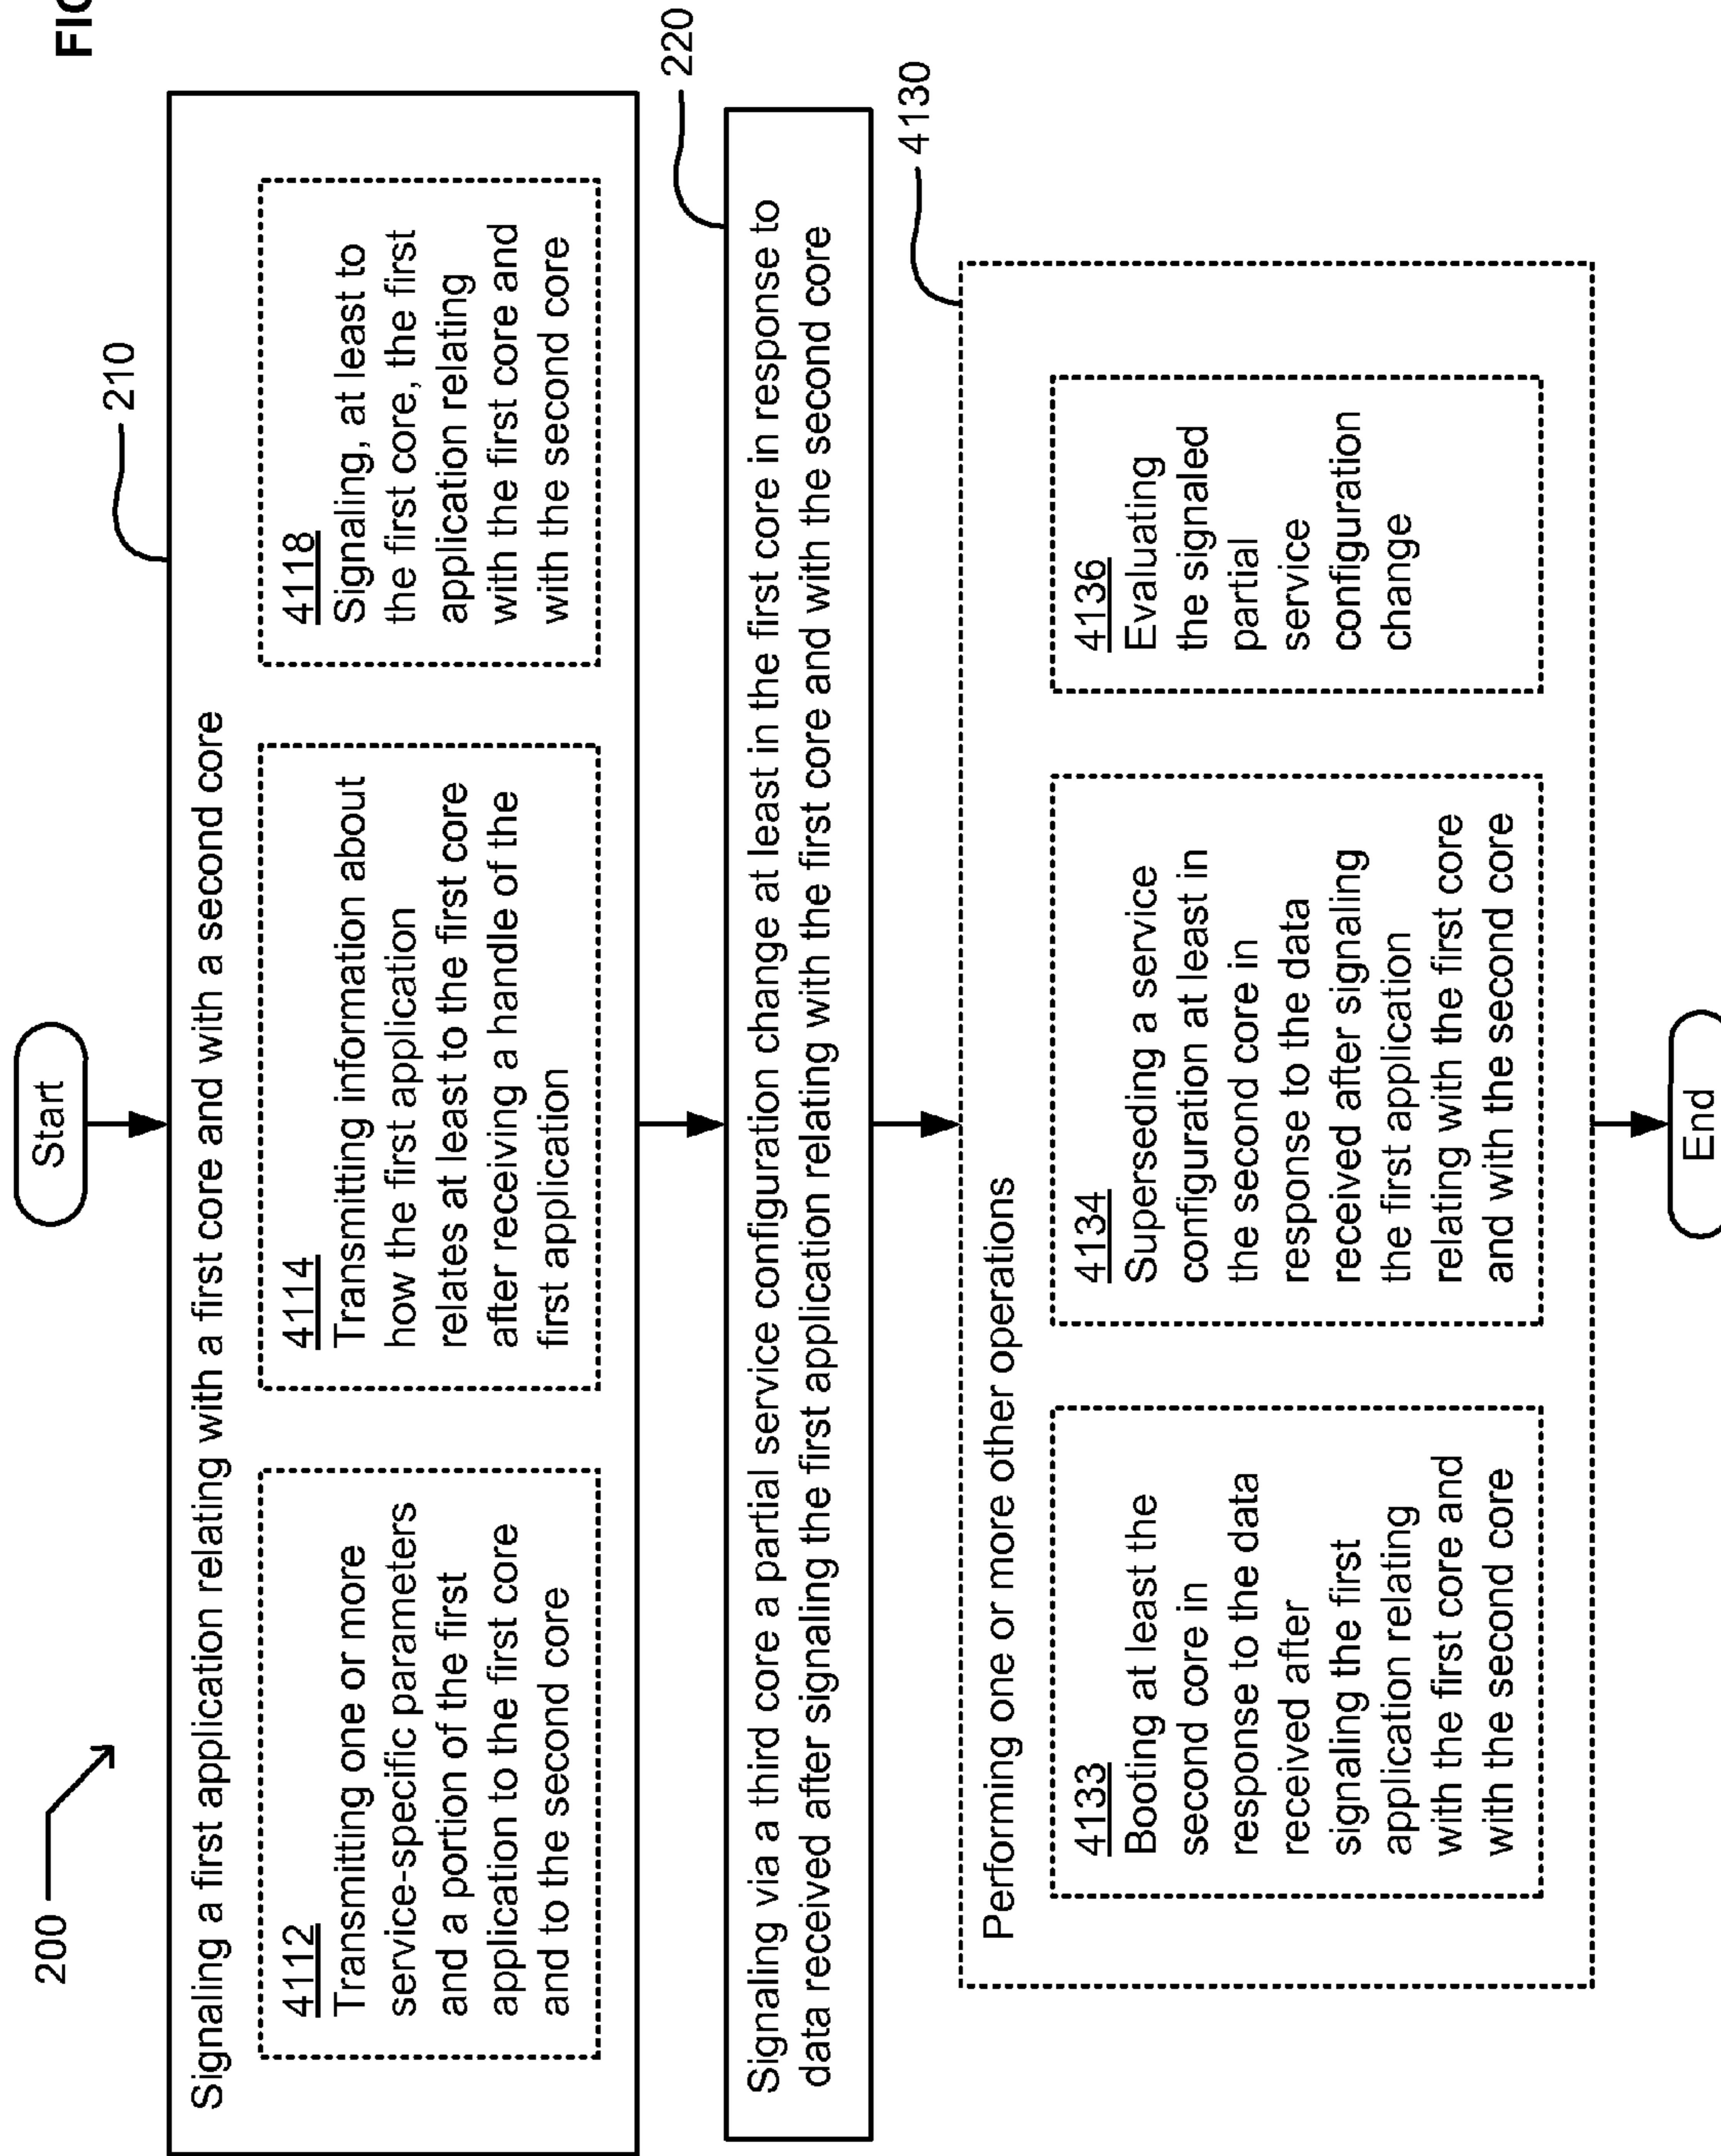 FIG
200
Start
210
Signaling a first application relating with a first core and with a second core
4112
Transmitting one or more
service-specific parameters
and a portion of the first
application to the first core
and to the second core
4114
Transmitting information about
how the first application
relates at least to the first core
after receiving a handle of the
first application
4118
Signaling, at least to
the first core, the first
application relating
with the first core and
with the second core
220
Signaling via a third core a partial service configuration change at least in the first core in response to
data received after signaling the first application relating with the first core and with the second core
4130
Performing one or more other operations
4133
Booting at least the
second core in
response to the data
received after
signaling the first
application relating
with the first core and
with the second core
4134
Superseding a service
configuration at least in
the second core in
response to the data
received after signaling
the first application
relating with the first core
and with the second core
4136
Evaluating
the signaled
partial
service
configuration
change
End